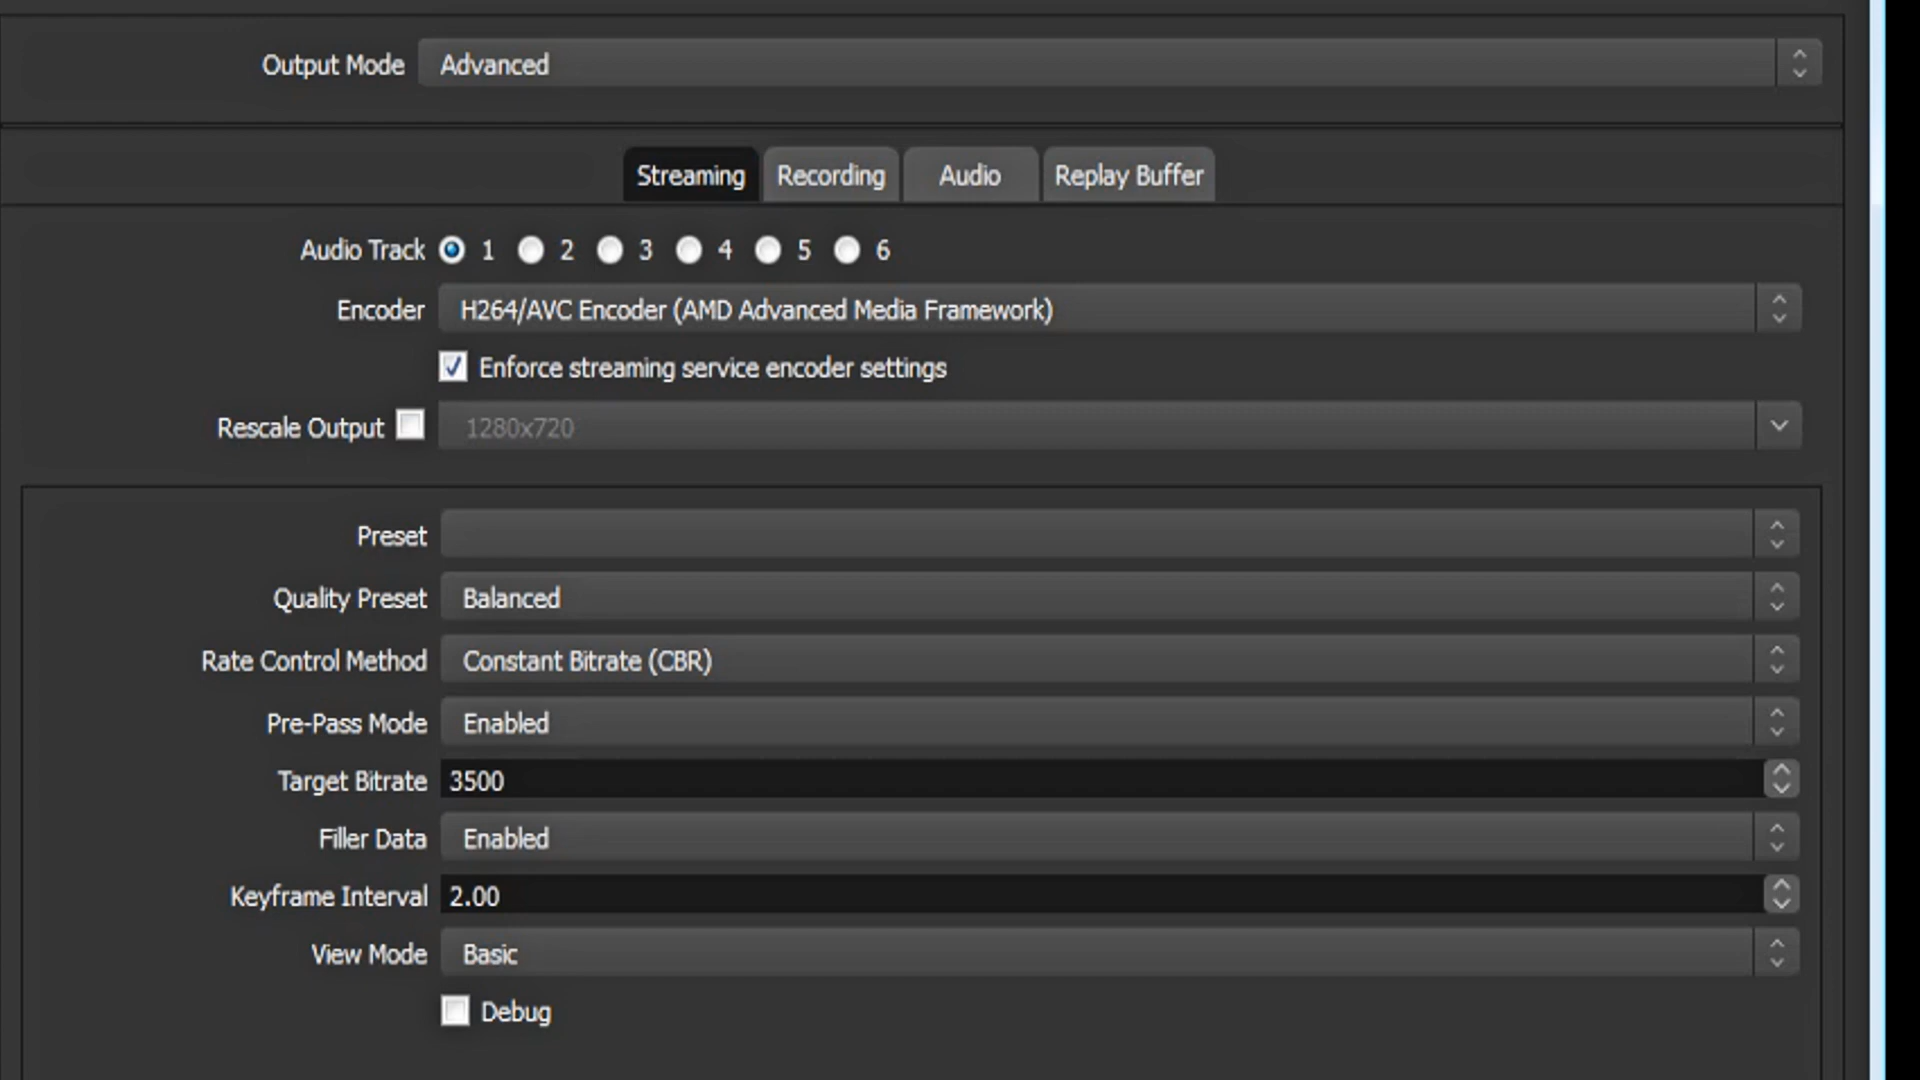 Output Mode Advanced
Streaming Recording Audio Replay Buffer
Audio Track 1 2 3 4 5 6
Encoder H264/AVC Encoder (AMD Advanced Media Framework)
Enforce streaming service encoder settings
Rescale Output 1280x720
Preset
Quality Preset Balanced
Rate Control Method Constant Bitrate (CBR)
Pre-Pass Mode Enabled
Target Bitrate 3500
Filler Data Enabled
Keyframe Interval 2.00
View Mode Basic
Debug